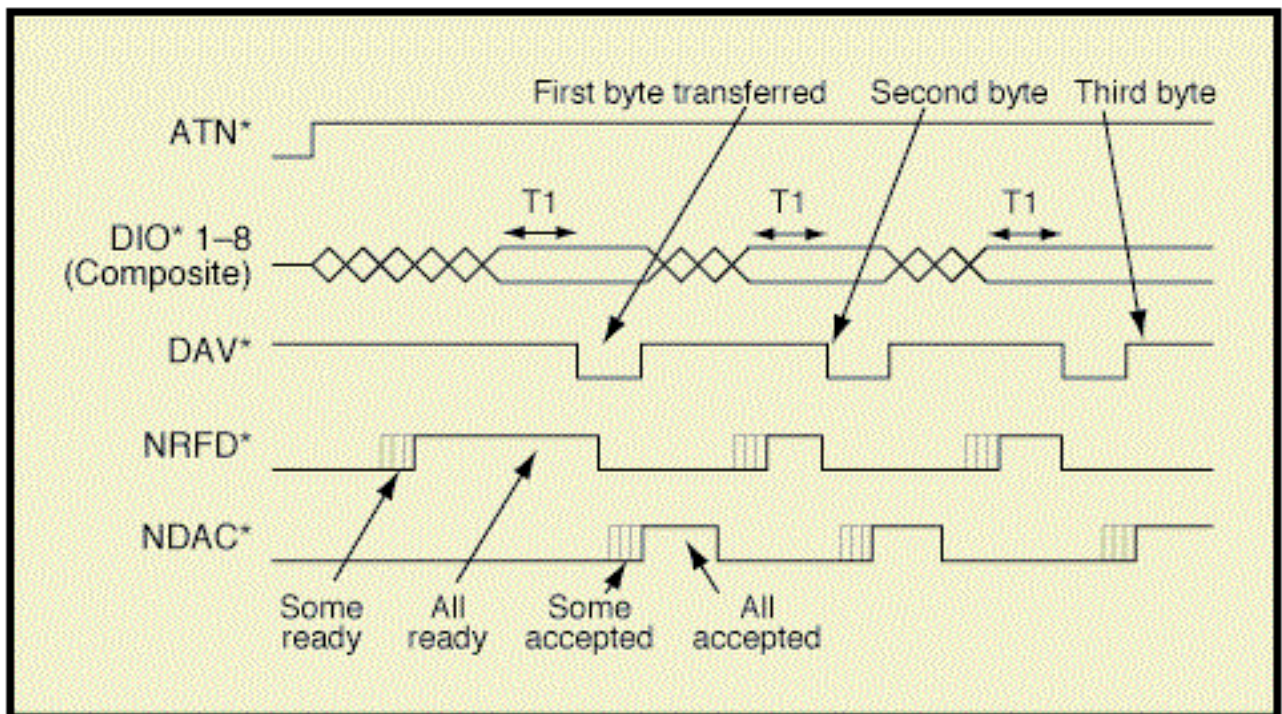 First byte transferred
Second byte
Third byte
ATN*
T1
T1
T1
DIO* 1–8
(Composite)
DAV*
NRFD*
NDAC*
Some
ready
All
ready
Some
accepted
All
accepted